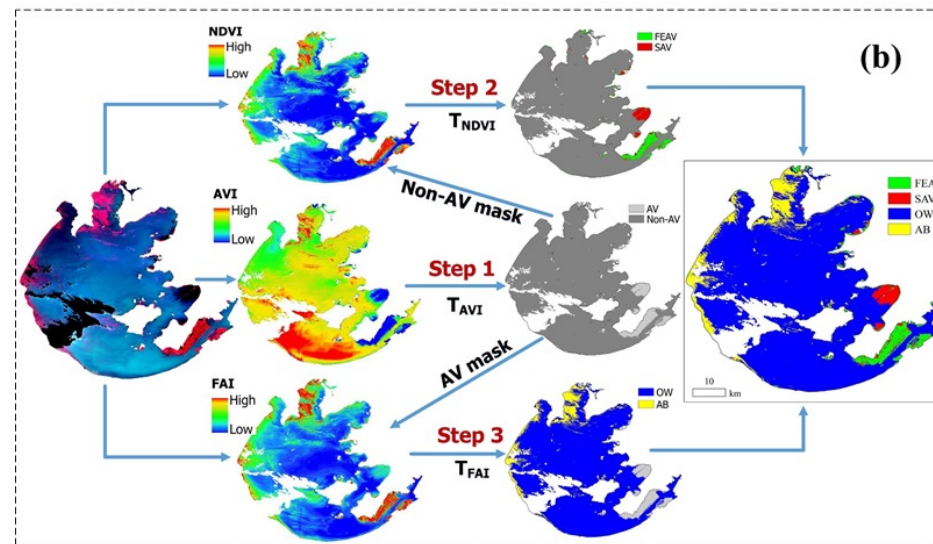 (b)
NDVI
High
Low
Step 2
TNDVI
FEAV
SAV
Non-AV mask
AVI
High
Low
Step 1
TAVI
AV
Non-AV
AV mask
FAI
High
Low
Step 3
TFAI
OW
AB
FEA
SAV
OW
AB
10
km